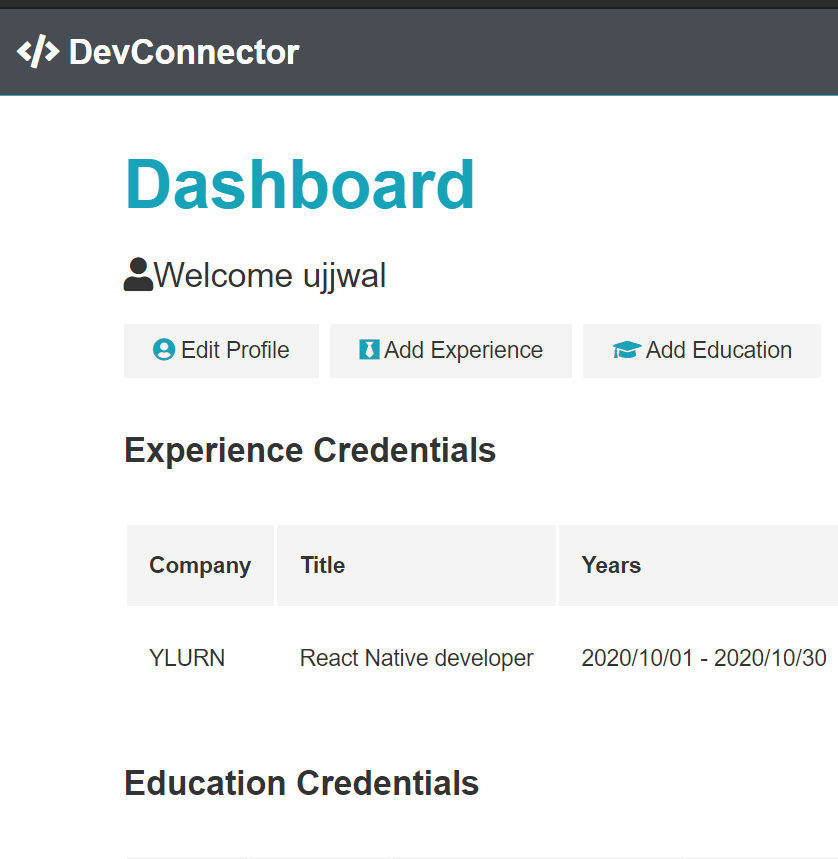 DevConnector
Dashboard
Welcome ujjwal
Edit Profile Add Experience Add Education
Experience Credentials
Company Title Years
YLURN React Native developer 2020/10/01 - 2020/10/30
Education Credentials